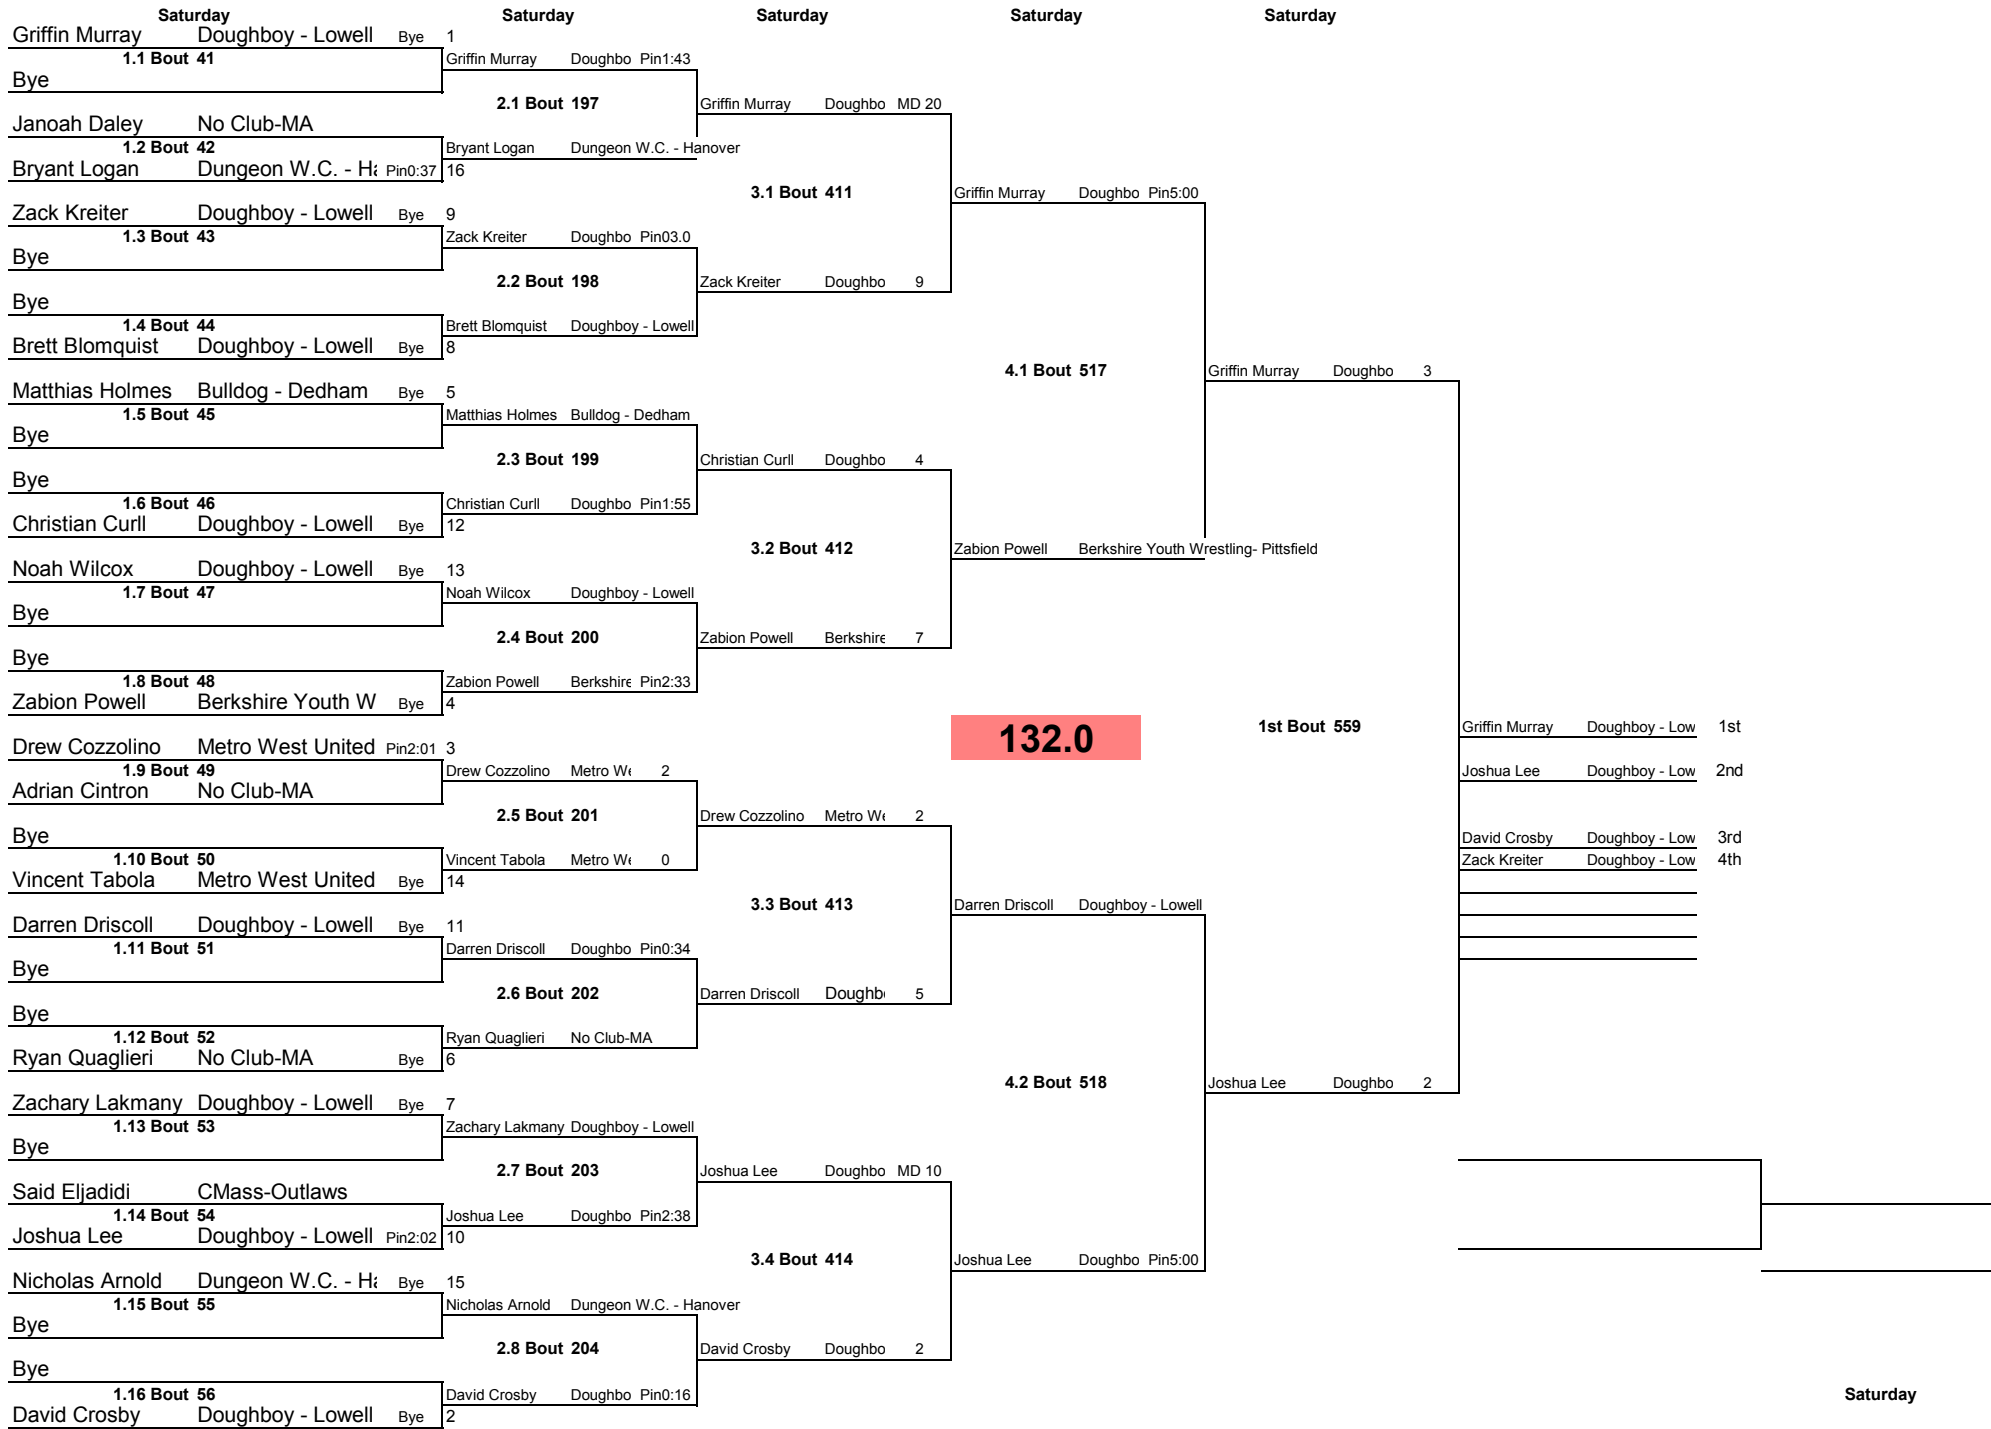 Saturday Saturday Saturday Saturday Saturday
Griffin Murray Doughboy - Lowell Bye 1
1.1 Bout 41 Griffin Murray Doughbo Pin1:43
Bye
2.1 Bout 197 Griffin Murray Doughbo MD 20
Janoah Daley No Club-MA
1.2 Bout 42 Bryant Logan Dungeon W.C. - Hanover
Bryant Logan Dungeon W.C. - Ha Pin0:37 16
3.1 Bout 411 Griffin Murray Doughbo Pin5:00
Zack Kreiter Doughboy - Lowell Bye 9
1.3 Bout 43 Zack Kreiter Doughbo Pin03.0
Bye
2.2 Bout 198 Zack Kreiter Doughbo 9
Bye
1.4 Bout 44 Brett Blomquist Doughboy - Lowell
Brett Blomquist Doughboy - Lowell Bye 8
4.1 Bout 517 Griffin Murray Doughbo 3
Matthias Holmes Bulldog - Dedham Bye 5
1.5 Bout 45 Matthias Holmes Bulldog - Dedham
Bye
2.3 Bout 199 Christian Curll Doughbo 4
Bye
1.6 Bout 46 Christian Curll Doughbo Pin1:55
Christian Curll Doughboy - Lowell Bye 12
3.2 Bout 412 Zabion Powell Berkshire Youth Wrestling- Pittsfield
Noah Wilcox Doughboy - Lowell Bye 13
1.7 Bout 47 Noah Wilcox Doughboy - Lowell
Bye
2.4 Bout 200 Zabion Powell Berkshire 7
Bye
1.8 Bout 48 Zabion Powell Berkshire Pin2:33
Zabion Powell Berkshire Youth W Bye 4
132.0 1st Bout 559 Griffin Murray Doughboy - Low 1st
Drew Cozzolino Metro West United Pin2:01 3
1.9 Bout 49 Drew Cozzolino Metro We 2 Joshua Lee Doughboy - Low 2nd
Adrian Cintron No Club-MA
2.5 Bout 201 Drew Cozzolino Metro We 2
Bye David Crosby Doughboy - Low 3rd
1.10 Bout 50 Vincent Tabola Metro We 0 Zack Kreiter Doughboy - Low 4th
Vincent Tabola Metro West United Bye 14
3.3 Bout 413 Darren Driscoll Doughboy - Lowell
Darren Driscoll Doughboy - Lowell Bye 11
1.11 Bout 51 Darren Driscoll Doughbo Pin0:34
Bye
2.6 Bout 202 Darren Driscoll Doughb 5
Bye
1.12 Bout 52 Ryan Quaglieri No Club-MA
Ryan Quaglieri No Club-MA Bye 6
4.2 Bout 518 Joshua Lee Doughbo 2
Zachary Lakmany Doughboy - Lowell Bye 7
1.13 Bout 53 Zachary Lakmany Doughboy - Lowell
Bye
2.7 Bout 203 Joshua Lee Doughbo MD 10
Said Eljadidi CMass-Outlaws
1.14 Bout 54 Joshua Lee Doughbo Pin2:38
Joshua Lee Doughboy - Lowell Pin2:02 10
3.4 Bout 414 Joshua Lee Doughbo Pin5:00
Nicholas Arnold Dungeon W.C. - Ha Bye 15
1.15 Bout 55 Nicholas Arnold Dungeon W.C. - Hanover
Bye
2.8 Bout 204 David Crosby Doughbo 2
Bye
1.16 Bout 56 David Crosby Doughbo Pin0:16 Saturday
David Crosby Doughboy - Lowell Bye 2